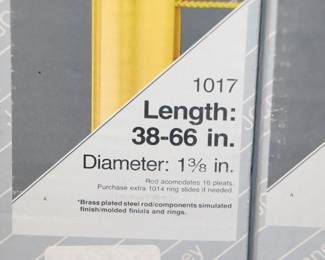 1017
Length:
38-66 in.
Diameter: 1⅜ in.
Rod acomodates 16 pleats.
Purchase extra 1014 ring slides if needed.
*Brass plated steel rod/components simulated
finish/molded finials and rings.